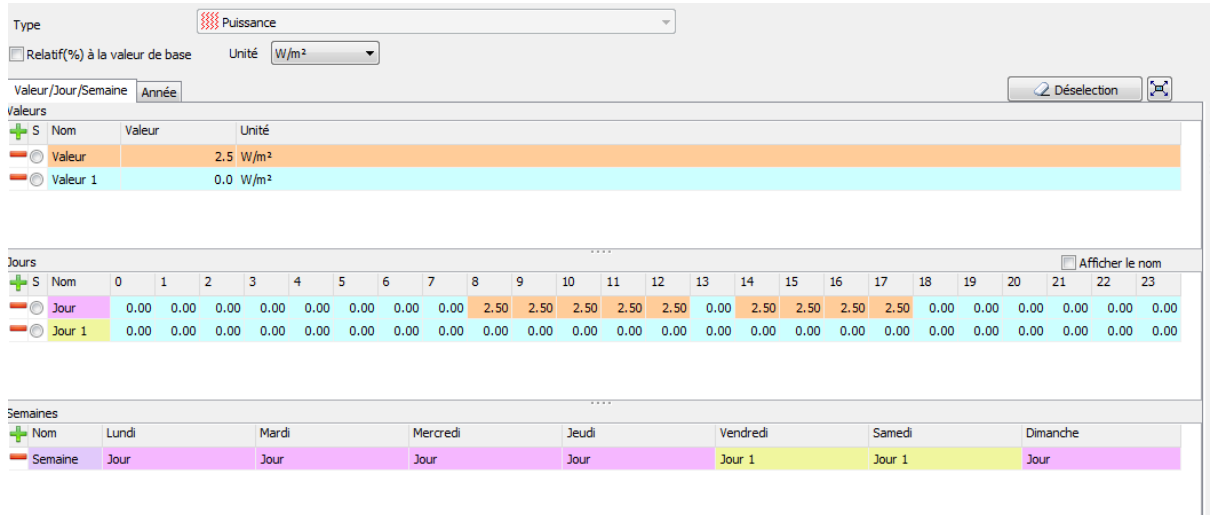 Type Puissance
Relatif(%) à la valeur de base Unité W/m²
Valeur/Jour/Semaine Année Déselection
Valeurs
S Nom Valeur Unité
Valeur 2.5 W/m²
Valeur 1 0.0 W/m²
Jours Afficher le nom
S Nom 0 1 2 3 4 5 6 7 8 9 10 11 12 13 14 15 16 17 18 19 20 21 22 23
Jour 0.00 0.00 0.00 0.00 0.00 0.00 0.00 0.00 2.50 2.50 2.50 2.50 2.50 0.00 2.50 2.50 2.50 2.50 0.00 0.00 0.00 0.00 0.00 0.00
Jour 1 0.00 0.00 0.00 0.00 0.00 0.00 0.00 0.00 0.00 0.00 0.00 0.00 0.00 0.00 0.00 0.00 0.00 0.00 0.00 0.00 0.00 0.00 0.00 0.00
Semaines
Nom Lundi Mardi Mercredi Jeudi Vendredi Samedi Dimanche
Semaine Jour Jour Jour Jour Jour 1 Jour 1 Jour